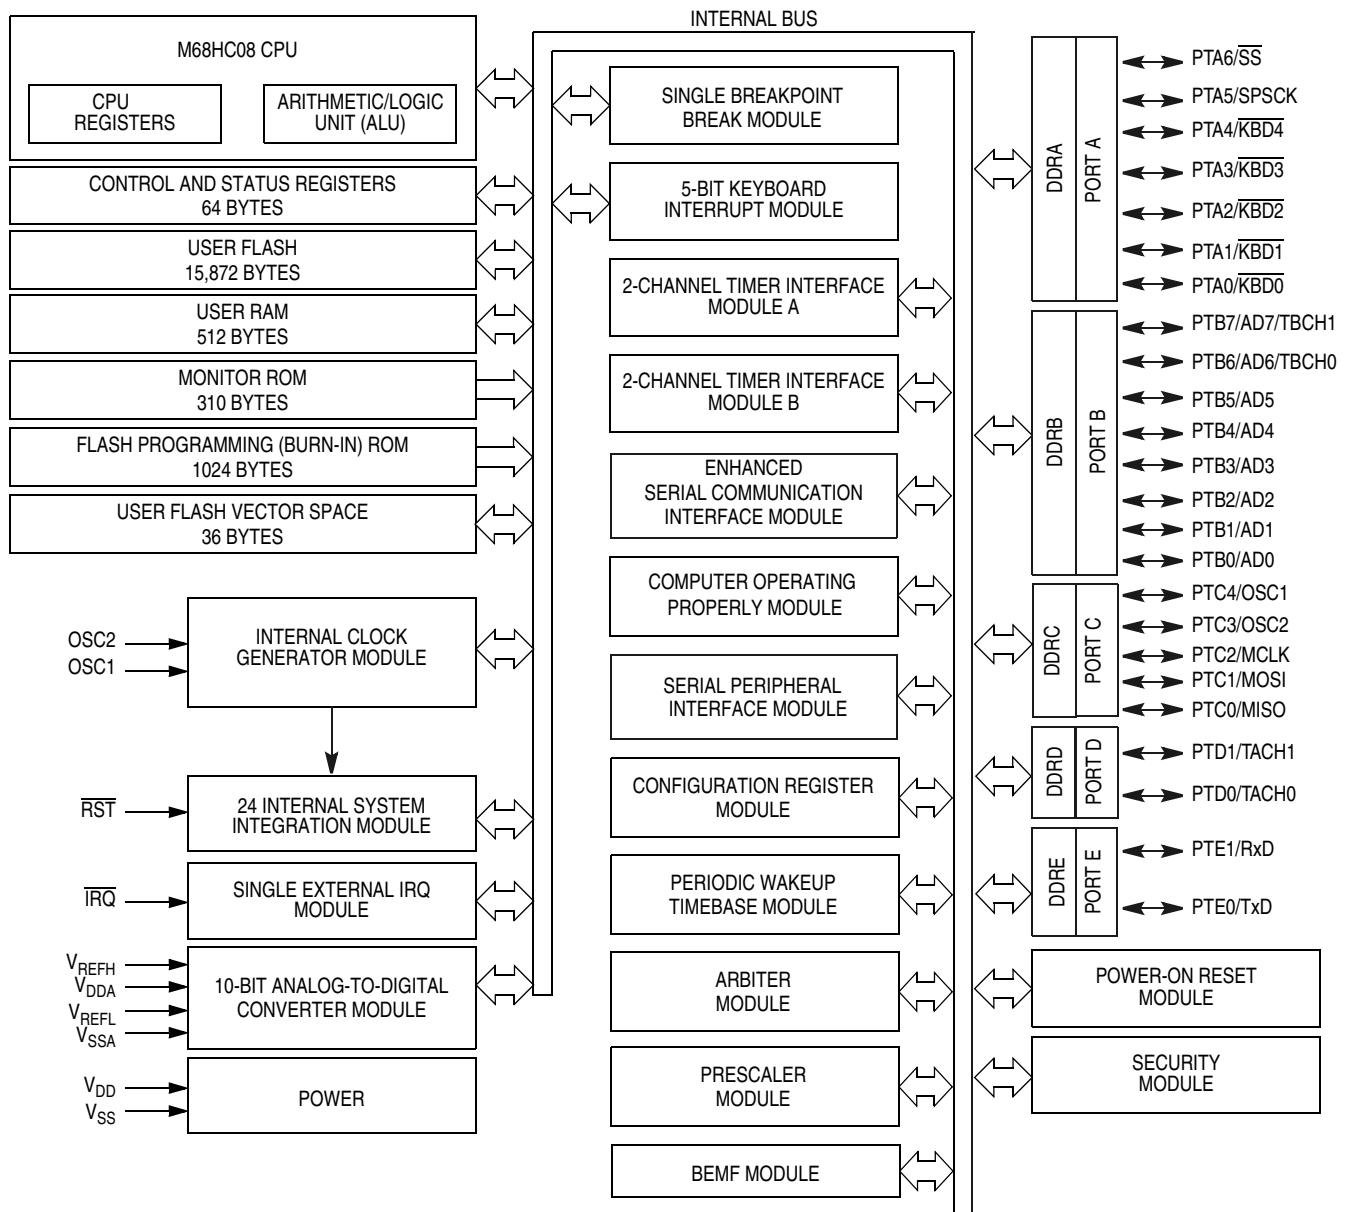 INTERNAL BUS
M68HC08 CPU
CPU
REGISTERS
ARITHMETIC/LOGIC
UNIT (ALU)
CONTROL AND STATUS REGISTERS
64 BYTES
USER FLASH
15,872 BYTES
USER RAM
512 BYTES
MONITOR ROM
310 BYTES
FLASH PROGRAMMING (BURN-IN) ROM
1024 BYTES
USER FLASH VECTOR SPACE
36 BYTES
OSC2
OSC1
INTERNAL CLOCK
GENERATOR MODULE
RST
24 INTERNAL SYSTEM
INTEGRATION MODULE
IRQ
SINGLE EXTERNAL IRQ
MODULE
VREFH
VDDA
VREFL
VSSA
10-BIT ANALOG-TO-DIGITAL
CONVERTER MODULE
VDD
VSS
POWER
SINGLE BREAKPOINT
BREAK MODULE
5-BIT KEYBOARD
INTERRUPT MODULE
2-CHANNEL TIMER INTERFACE
MODULE A
2-CHANNEL TIMER INTERFACE
MODULE B
ENHANCED
SERIAL COMMUNICATION
INTERFACE MODULE
COMPUTER OPERATING
PROPERLY MODULE
SERIAL PERIPHERAL
INTERFACE MODULE
CONFIGURATION REGISTER
MODULE
PERIODIC WAKEUP
TIMEBASE MODULE
ARBITER
MODULE
PRESCALER
MODULE
BEMF MODULE
DDRA
PORT A
PTA6/SS
PTA5/SPSCK
PTA4/KBD4
PTA3/KBD3
PTA2/KBD2
PTA1/KBD1
PTA0/KBD0
DDRB
PORT B
PTB7/AD7/TBCH1
PTB6/AD6/TBCH0
PTB5/AD5
PTB4/AD4
PTB3/AD3
PTB2/AD2
PTB1/AD1
PTB0/AD0
DDRC
PORT C
PTC4/OSC1
PTC3/OSC2
PTC2/MCLK
PTC1/MOSI
PTC0/MISO
DDRD
PORT D
PTD1/TACH1
PTD0/TACH0
DDRE
PORT E
PTE1/RxD
PTE0/TxD
POWER-ON RESET
MODULE
SECURITY
MODULE